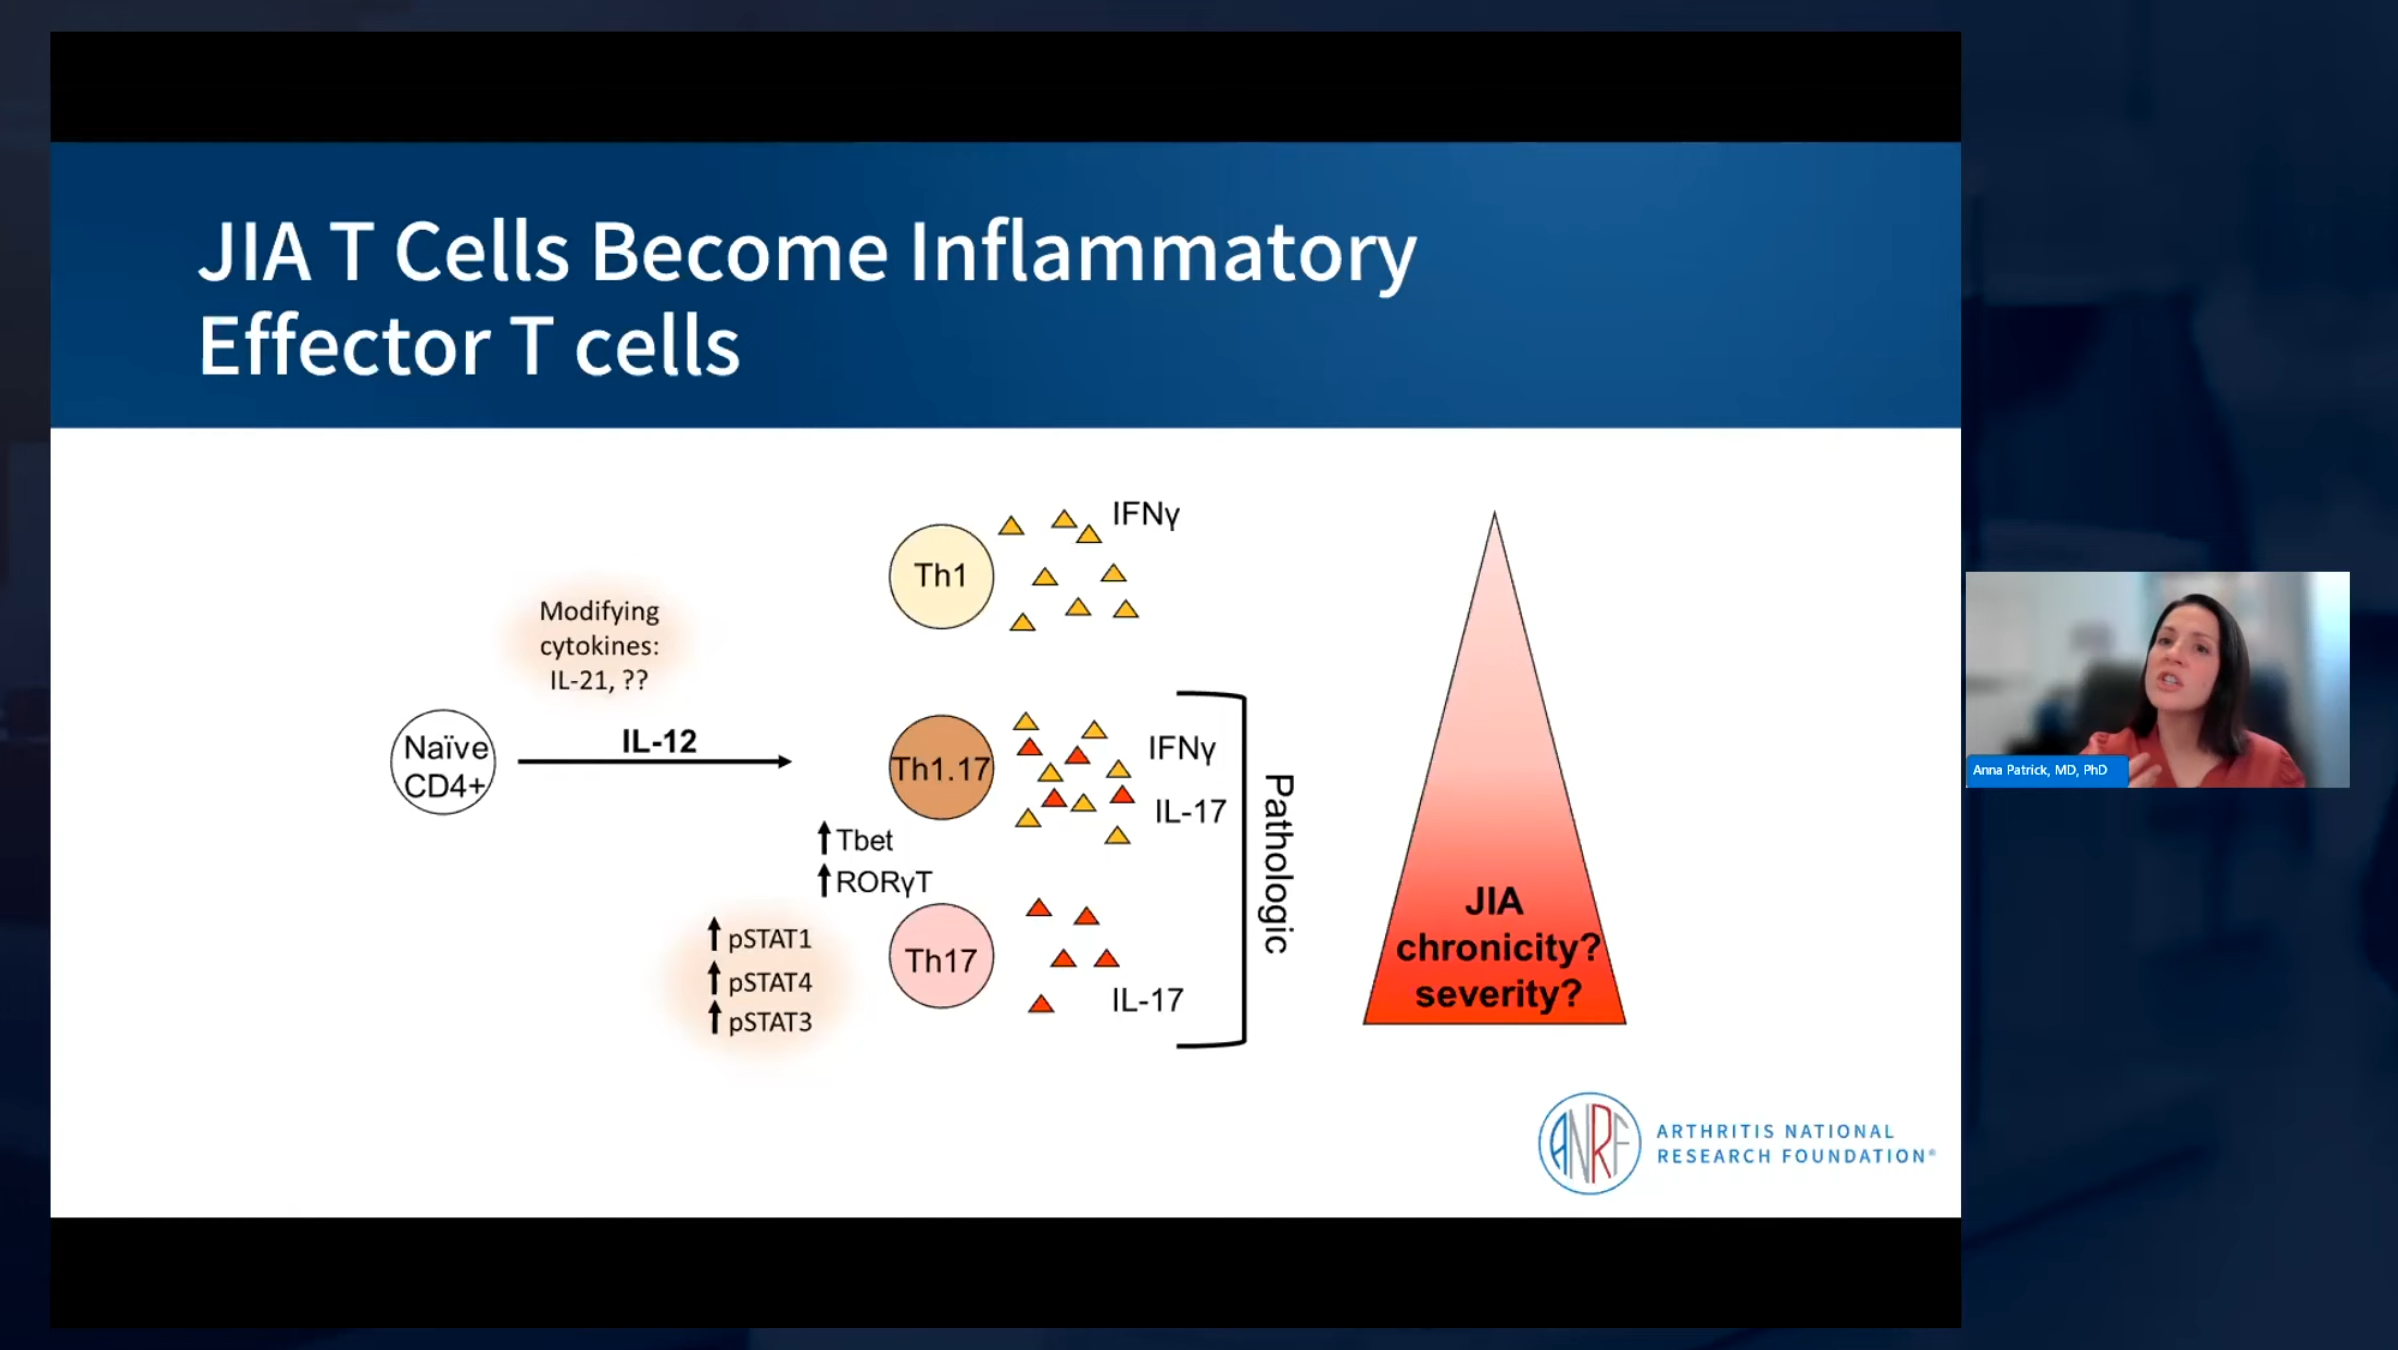 JIA T Cells Become Inflammatory
Effector T cells
Modifying
cytokines:
IL-21, ??
Naïve
CD4+
IL-12
Th1
IFNγ
Th1.17
IFNγ
IL-17
↑ Tbet
↑ RORγT
↑ pSTAT1
↑ pSTAT4
↑ pSTAT3
Th17
IL-17
Pathologic
JIA
chronicity?
severity?
ANRF
ARTHRITIS NATIONAL
RESEARCH FOUNDATION®
Anna Patrick, MD, PhD